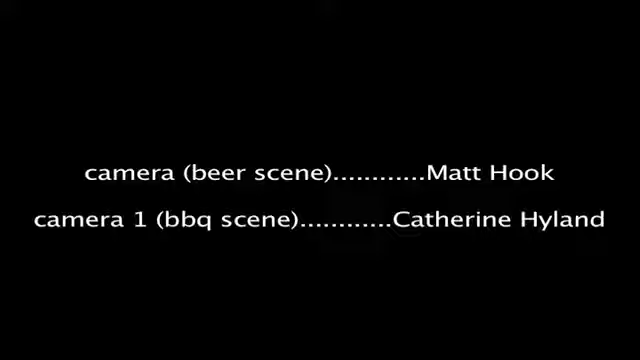 camera (beer scene)............Matt Hook
camera 1 (bbq scene)............Catherine Hyland